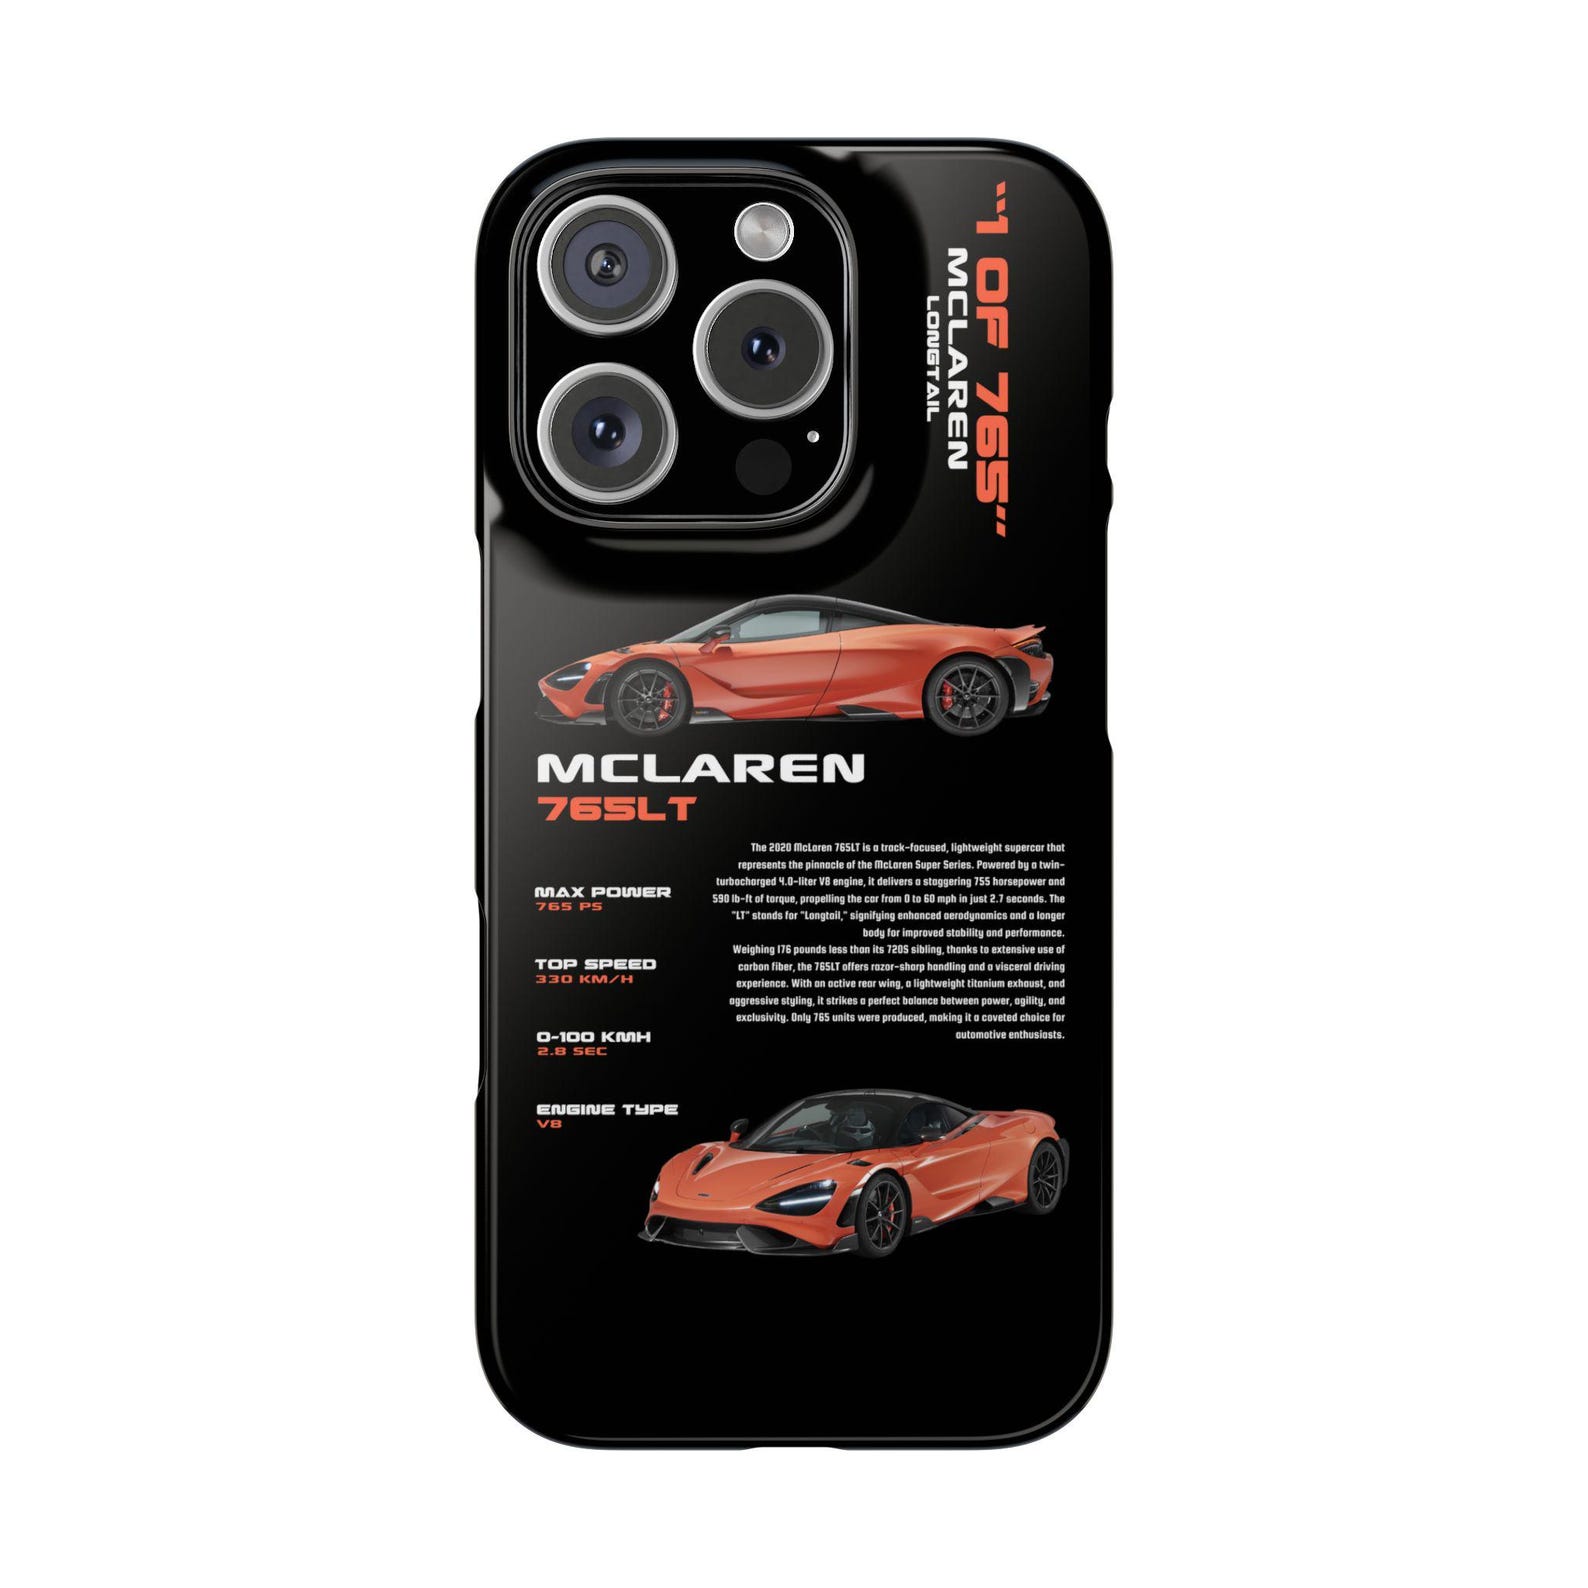 "1 OF 765"
MCLAREN
LONGTAIL
MCLAREN
765LT
The 2020 McLaren 765LT is a track-focused, lightweight supercar that
represents the pinnacle of the McLaren Super Series. Powered by a twin-
turbocharged 4.0-liter V8 engine, it delivers a staggering 755 horsepower and
590 lb-ft of torque, propelling the car from 0 to 60 mph in just 2.7 seconds. The
"LT" stands for "Longtail," signifying enhanced aerodynamics and a longer
body for improved stability and performance.
Weighing 176 pounds less than its 720S sibling, thanks to extensive use of
carbon fiber, the 765LT offers razor-sharp handling and a visceral driving
experience. With an active rear wing, a lightweight titanium exhaust, and
aggressive styling, it strikes a perfect balance between power, agility, and
exclusivity. Only 765 units were produced, making it a coveted choice for
automotive enthusiasts.
MAX POWER
765 PS
TOP SPEED
330 KM/H
0-100 KMH
2.8 SEC
ENGINE TYPE
V8